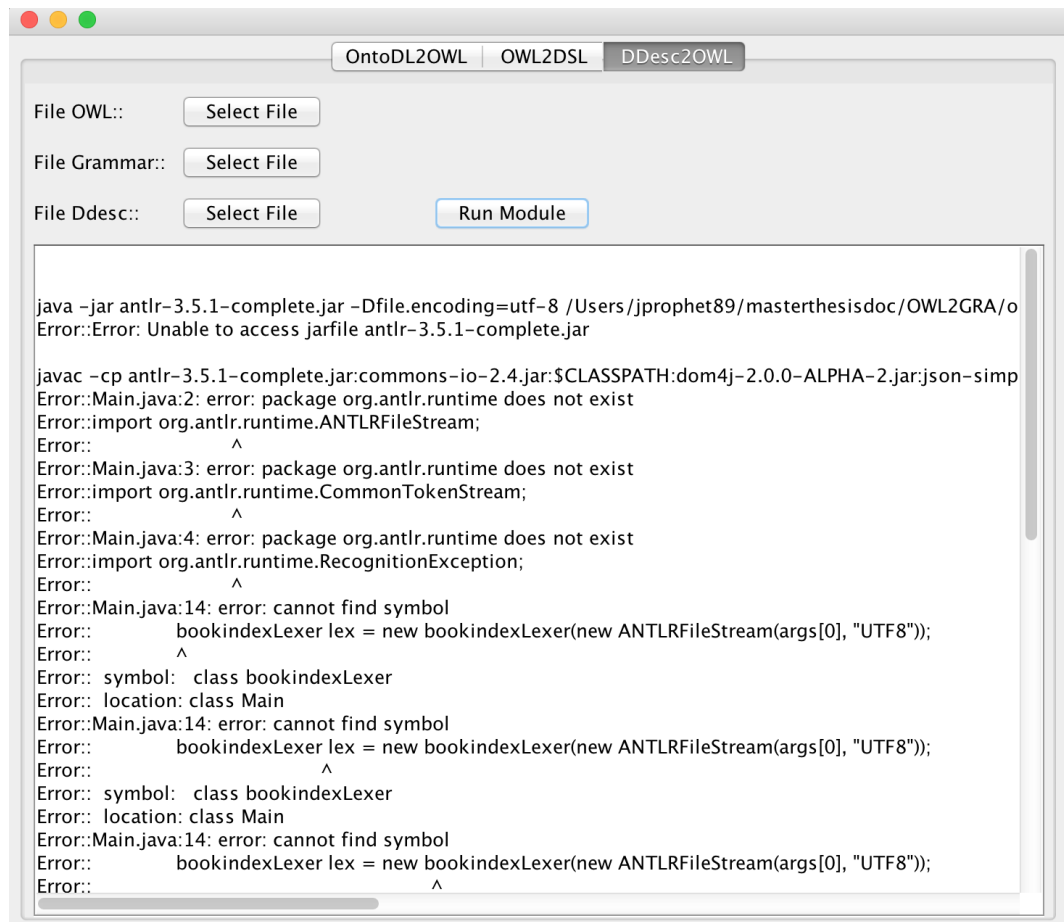 OntoDL2OWL OWL2DSL DDesc2OWL
File OWL:: Select File
File Grammar:: Select File
File Ddesc:: Select File Run Module
java -jar antlr-3.5.1-complete.jar -Dfile.encoding=utf-8 /Users/jprophet89/masterthesisdoc/OWL2GRA/o
Error::Error: Unable to access jarfile antlr-3.5.1-complete.jar
javac -cp antlr-3.5.1-complete.jar:commons-io-2.4.jar:$CLASSPATH:dom4j-2.0.0-ALPHA-2.jar:json-simp
Error::Main.java:2: error: package org.antlr.runtime does not exist
Error::import org.antlr.runtime.ANTLRFileStream;
Error:: ^
Error::Main.java:3: error: package org.antlr.runtime does not exist
Error::import org.antlr.runtime.CommonTokenStream;
Error:: ^
Error::Main.java:4: error: package org.antlr.runtime does not exist
Error::import org.antlr.runtime.RecognitionException;
Error:: ^
Error::Main.java:14: error: cannot find symbol
Error:: bookindexLexer lex = new bookindexLexer(new ANTLRFileStream(args[0], "UTF8"));
Error:: ^
Error:: symbol: class bookindexLexer
Error:: location: class Main
Error::Main.java:14: error: cannot find symbol
Error:: bookindexLexer lex = new bookindexLexer(new ANTLRFileStream(args[0], "UTF8"));
Error:: ^
Error:: symbol: class bookindexLexer
Error:: location: class Main
Error::Main.java:14: error: cannot find symbol
Error:: bookindexLexer lex = new bookindexLexer(new ANTLRFileStream(args[0], "UTF8"));
Error:: ^